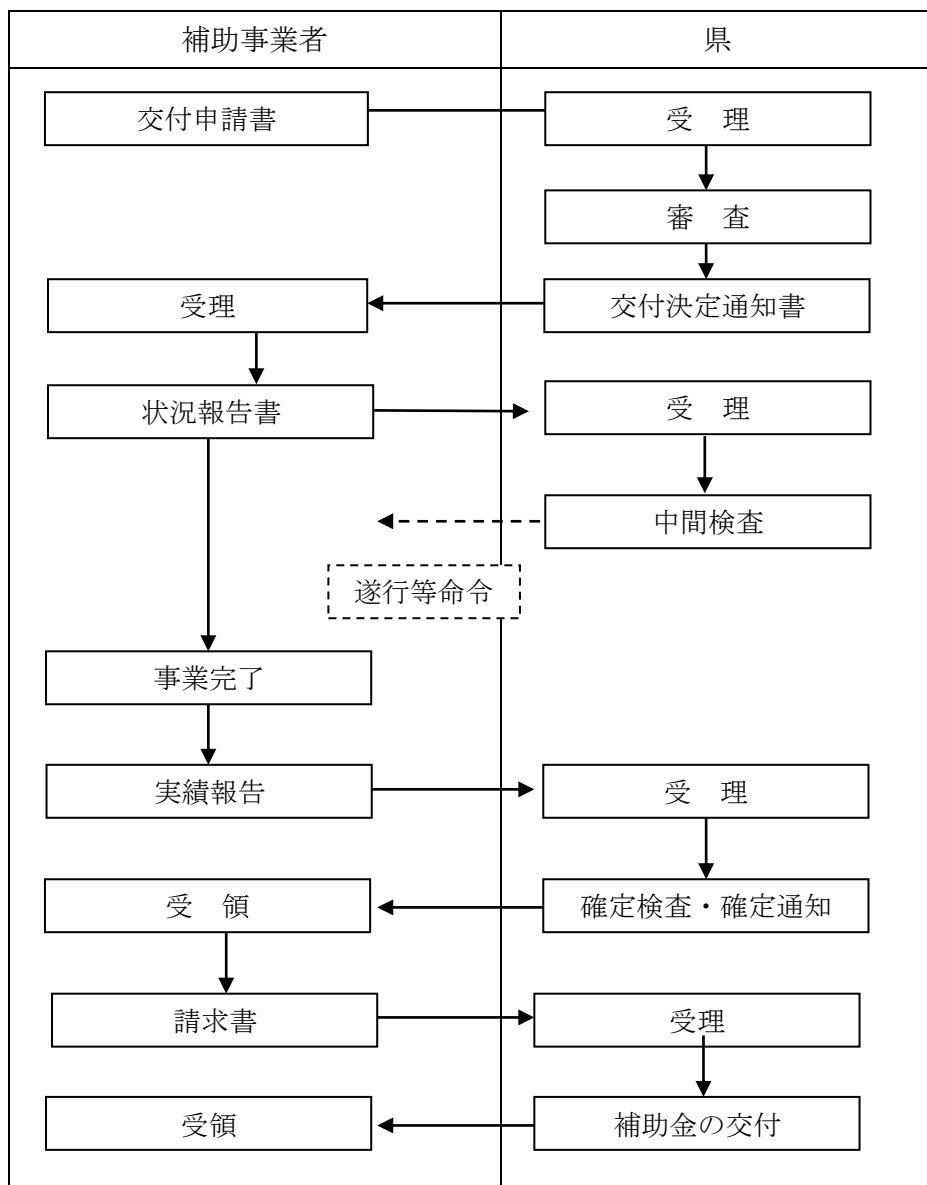 補助事業者
県
交付申請書
受　理
審　査
受理
交付決定通知書
状況報告書
受　理
中間検査
遂行等命令
事業完了
実績報告
受　理
受　領
確定検査・確定通知
請求書
受理
受領
補助金の交付